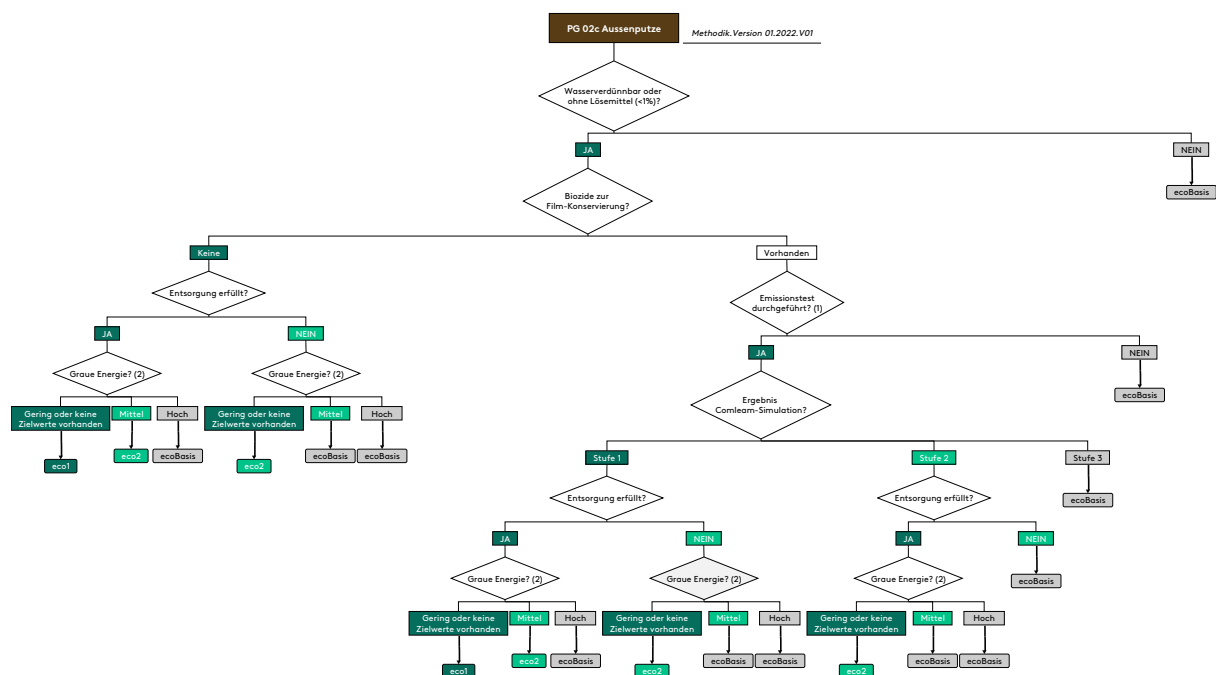 PG 02c Aussenputze
Methodik.Version 01.2022.V01
Wasserverdünnbar oder
ohne Lösemittel (<1%)?
JA
NEIN
ecoBasis
Biozide zur
Film-Konservierung?
Keine
Vorhanden
Entsorgung erfüllt?
Emissionstest
durchgeführt? (1)
JA
NEIN
JA
NEIN
ecoBasis
Graue Energie? (2)
Graue Energie? (2)
Ergebnis
Comleam-Simulation?
Gering oder keine
Zielwerte vorhanden
Mittel
Hoch
Gering oder keine
Zielwerte vorhanden
Mittel
Hoch
eco1
eco2
ecoBasis
eco2
ecoBasis
ecoBasis
Stufe 1
Stufe 2
Stufe 3
ecoBasis
Entsorgung erfüllt?
Entsorgung erfüllt?
JA
NEIN
JA
NEIN
ecoBasis
Graue Energie? (2)
Graue Energie? (2)
Graue Energie? (2)
Gering oder keine
Zielwerte vorhanden
Mittel
Hoch
Gering oder keine
Zielwerte vorhanden
Mittel
Hoch
Gering oder keine
Zielwerte vorhanden
Mittel
Hoch
eco1
eco2
ecoBasis
eco2
ecoBasis
ecoBasis
eco2
ecoBasis
ecoBasis